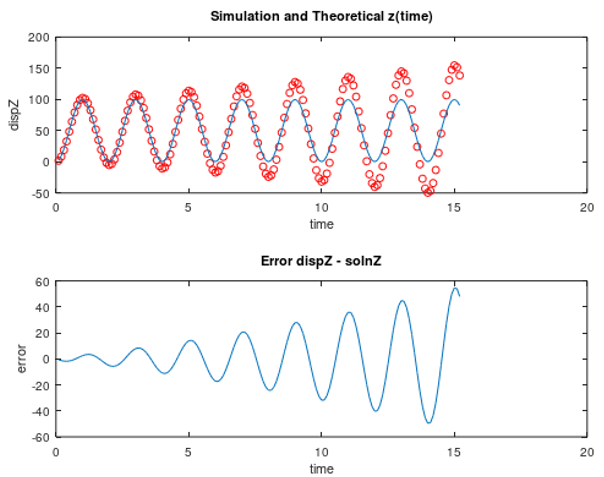 Simulation and Theoretical z(time)
200
150
100
50
0
-50
dispZ
0 5 10 15 20
time
Error dispZ - solnZ
60
40
20
0
-20
-40
-60
error
0 5 10 15 20
time